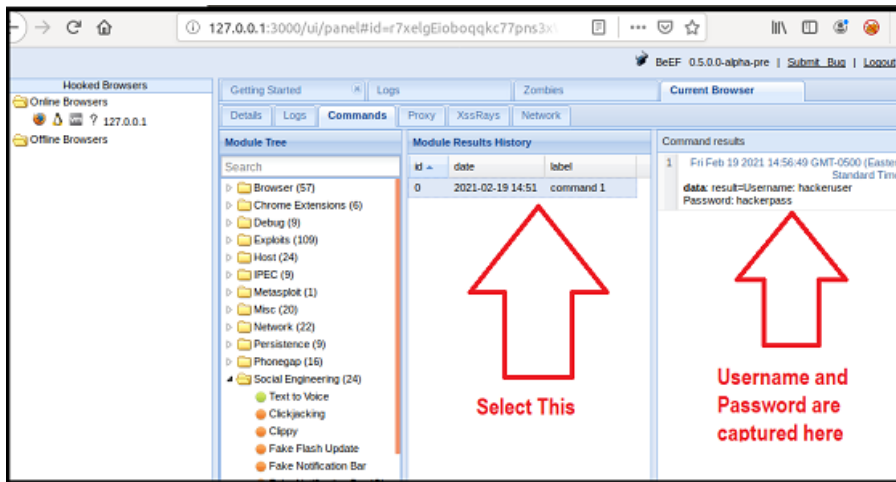 127.0.0.1:3000/ui/panel#id=r7xelgEioboqqkc77pns3x
BeEF 0.5.0.0-alpha-pre | Submit Bug | Logout
Hooked Browsers
Online Browsers
? 127.0.0.1
Offline Browsers
Getting Started
Logs
Zombies
Current Browser
Details
Logs
Commands
Proxy
XssRays
Network
Module Tree
Search
Browser (57)
Chrome Extensions (6)
Debug (9)
Exploits (109)
Host (24)
IPEC (9)
Metasploit (1)
Misc (20)
Network (22)
Persistence (9)
Phonegap (16)
Social Engineering (24)
Text to Voice
Clickjacking
Clippy
Fake Flash Update
Fake Notification Bar
Module Results History
id date label
0 2021-02-19 14:51 command 1
Select This
Command results
1 Fri Feb 19 2021 14:56:49 GMT-0500 (Easte
Standard Time
data: result=Username: hackeruser
Password: hackerpass
Username and
Password are
captured here